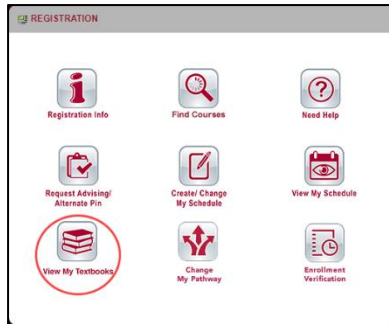 REGISTRATION
Registration Info
Find Courses
Need Help
Request Advising/
Alternate Pin
Create/ Change
My Schedule
View My Schedule
View My Textbooks
Change
My Pathway
Enrollment
Verification